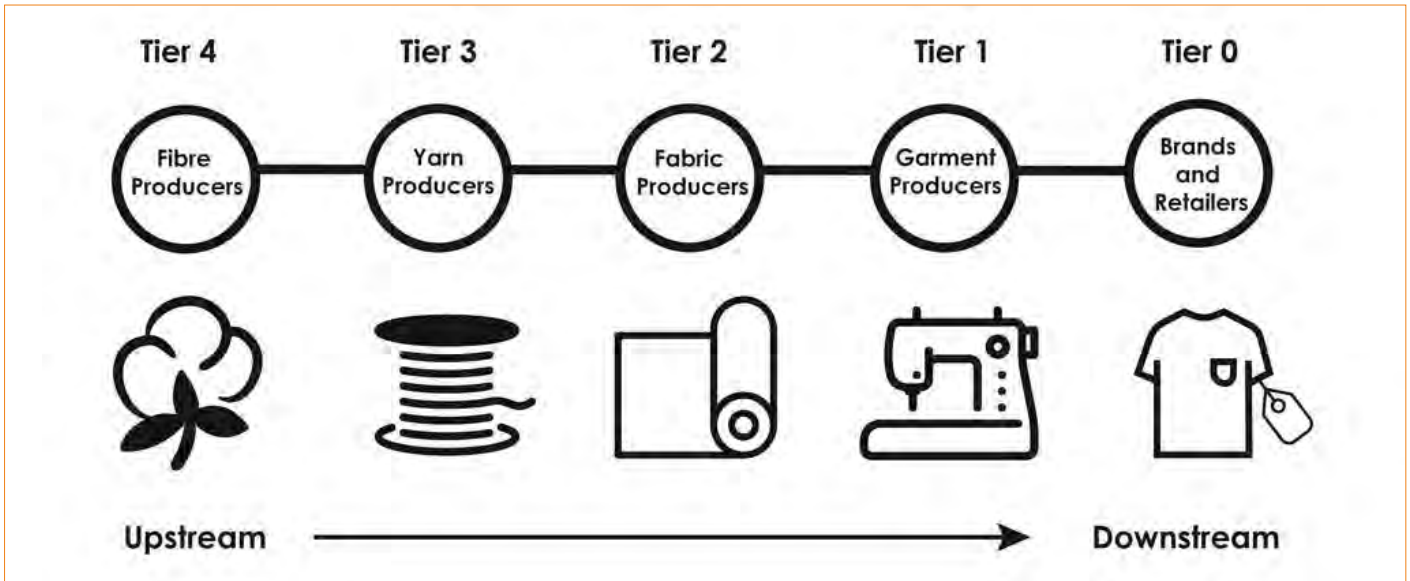 Tier 4
Tier 3
Tier 2
Tier 1
Tier 0
Fibre
Producers
Yarn
Producers
Fabric
Producers
Garment
Producers
Brands
and
Retailers
Upstream
Downstream